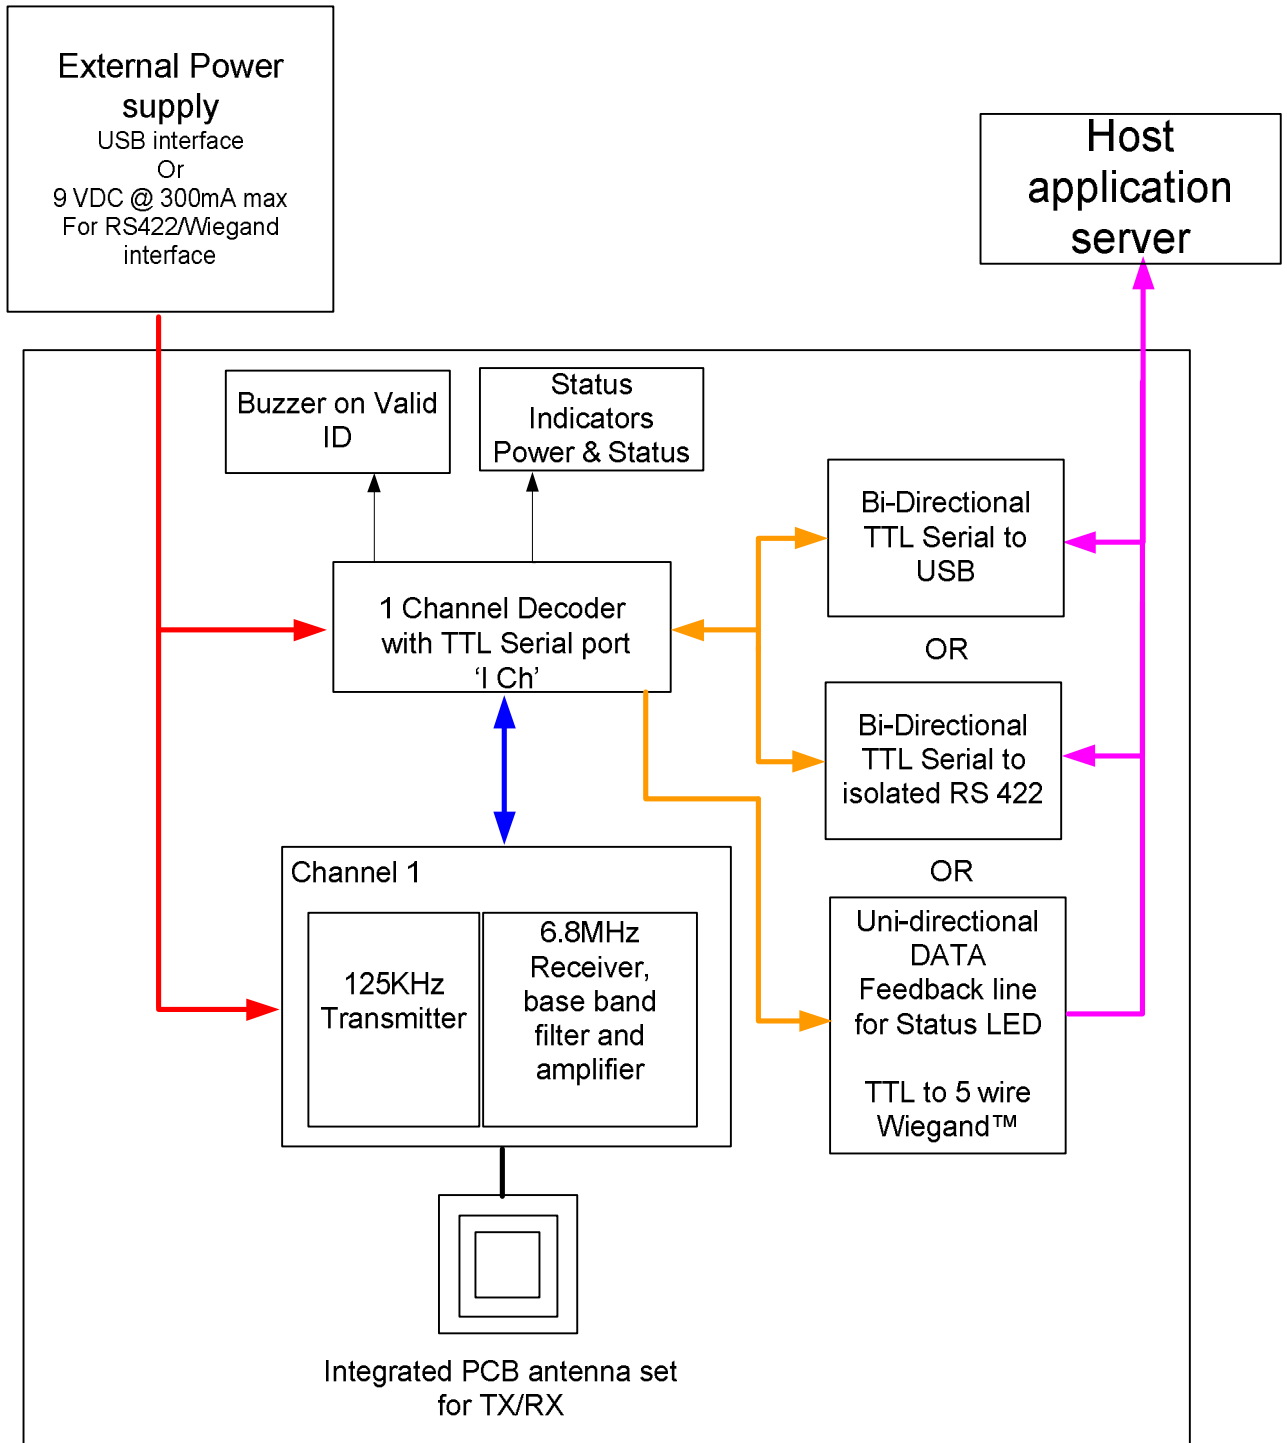 External Power
supply
USB interface
Or
9 VDC @ 300mA max
For RS422/Wiegand
interface
Host
application
server
Buzzer on Valid
ID
Status
Indicators
Power & Status
Bi-Directional
TTL Serial to
USB
1 Channel Decoder
with TTL Serial port
‘I Ch’
OR
Bi-Directional
TTL Serial to
isolated RS 422
OR
Channel 1
125KHz
Transmitter
6.8MHz
Receiver,
base band
filter and
amplifier
Uni-directional
DATA
Feedback line
for Status LED
TTL to 5 wire
Wiegand™
Integrated PCB antenna set
for TX/RX